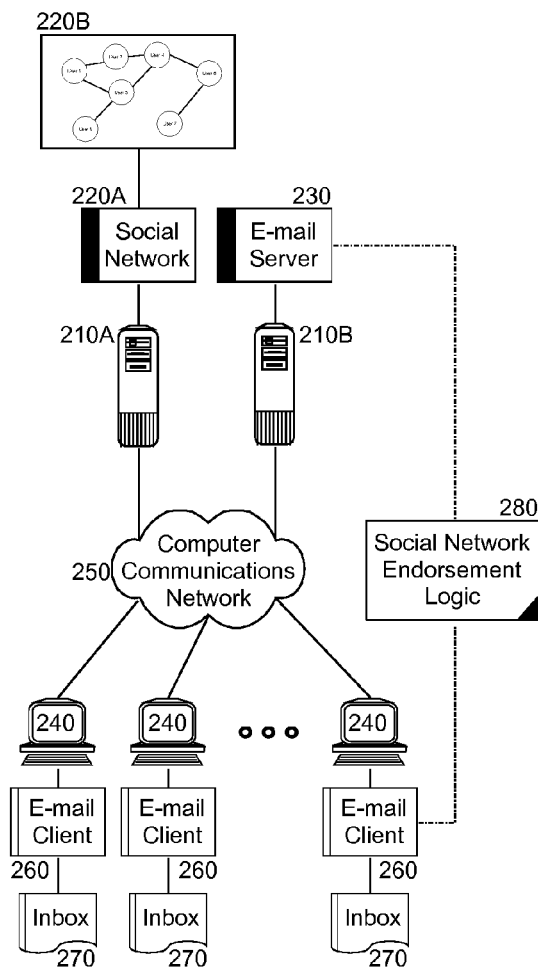 220B
220A
230
Social
Network
E-mail
Server
210A
210B
280
250
Computer
Communications
Network
Social Network
Endorsement
Logic
240
240
240
E-mail
Client
E-mail
Client
E-mail
Client
260
260
260
Inbox
Inbox
Inbox
270
270
270